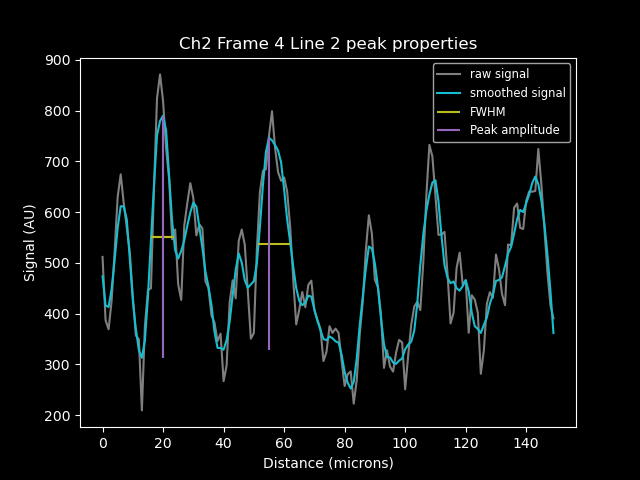 Ch2 Frame 4 Line 2 peak properties
raw signal
smoothed signal
FWHM
Peak amplitude
900
800
700
600
500
400
300
200
Signal (AU)
0 20 40 60 80 100 120 140
Distance (microns)